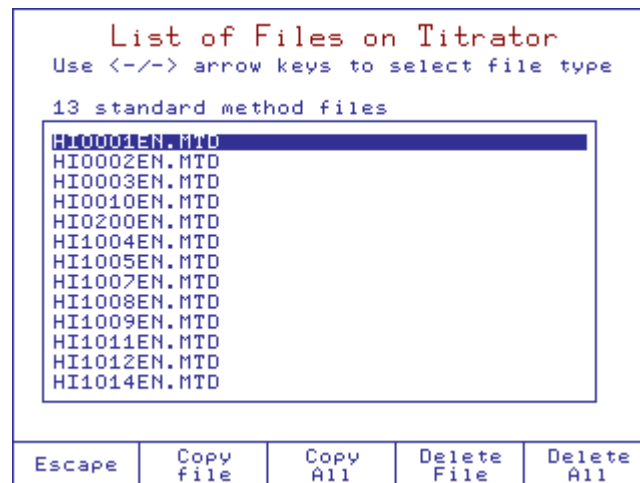 List of Files on Titrator
Use <-/-> arrow keys to select file type
13 standard method files
HI0001EN.MTD
HI0002EN.MTD
HI0003EN.MTD
HI0010EN.MTD
HI0200EN.MTD
HI1004EN.MTD
HI1005EN.MTD
HI1007EN.MTD
HI1008EN.MTD
HI1009EN.MTD
HI1011EN.MTD
HI1012EN.MTD
HI1014EN.MTD
Escape
Copy
file
Copy
All
Delete
File
Delete
All